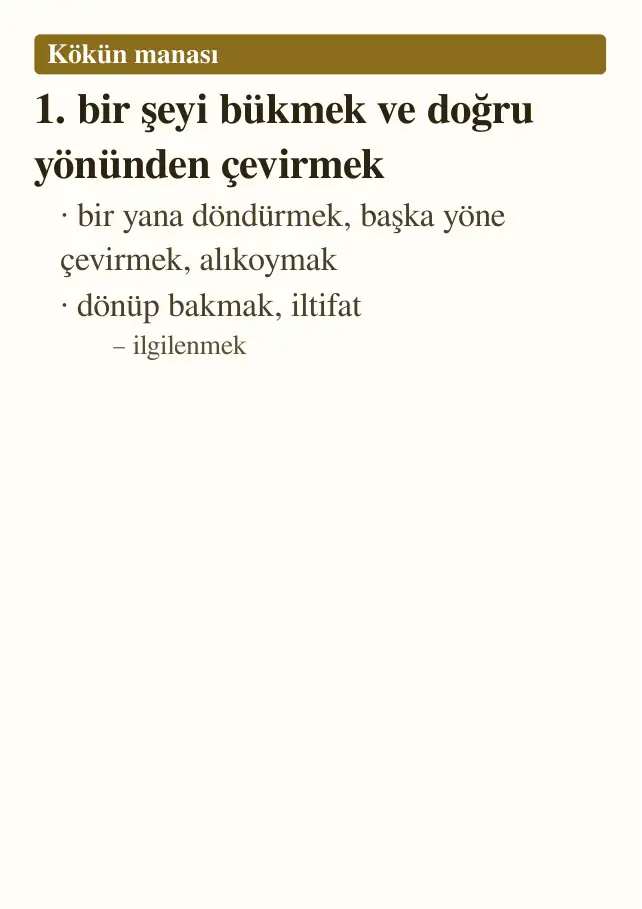 Kökün manası
1. bir şeyi bükmek ve doğru
yönünden çevirmek
· bir yana döndürmek, başka yöne
çevirmek, alıkoymak
· dönüp bakmak, iltifat
– ilgilenmek